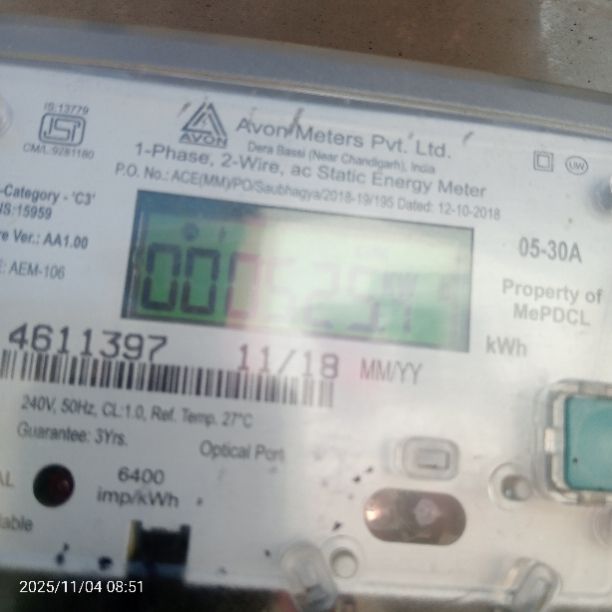 IS:13779
CM/L:9781180
AVON
Avon Meters Pvt. Ltd.
Dera Bassi (Near Chandigarh), India
1-Phase, 2-Wire, ac Static Energy Meter
P.O. No.: ACE(MM)/PO/Saubhagya/2018-19/195 Dated: 12-10-2018
-Category - 'C3'
IS:15959
re Ver.: AA1.00
: AEM-106
05-30A
Property of
MePDCL
kWh
4611397 11/18 MM/YY
240V, 50Hz, CL:1.0, Ref. Temp. 27°C
Guarantee: 3Yrs.
Optical Port
6400
imp/kWh
2025/11/04 08:51